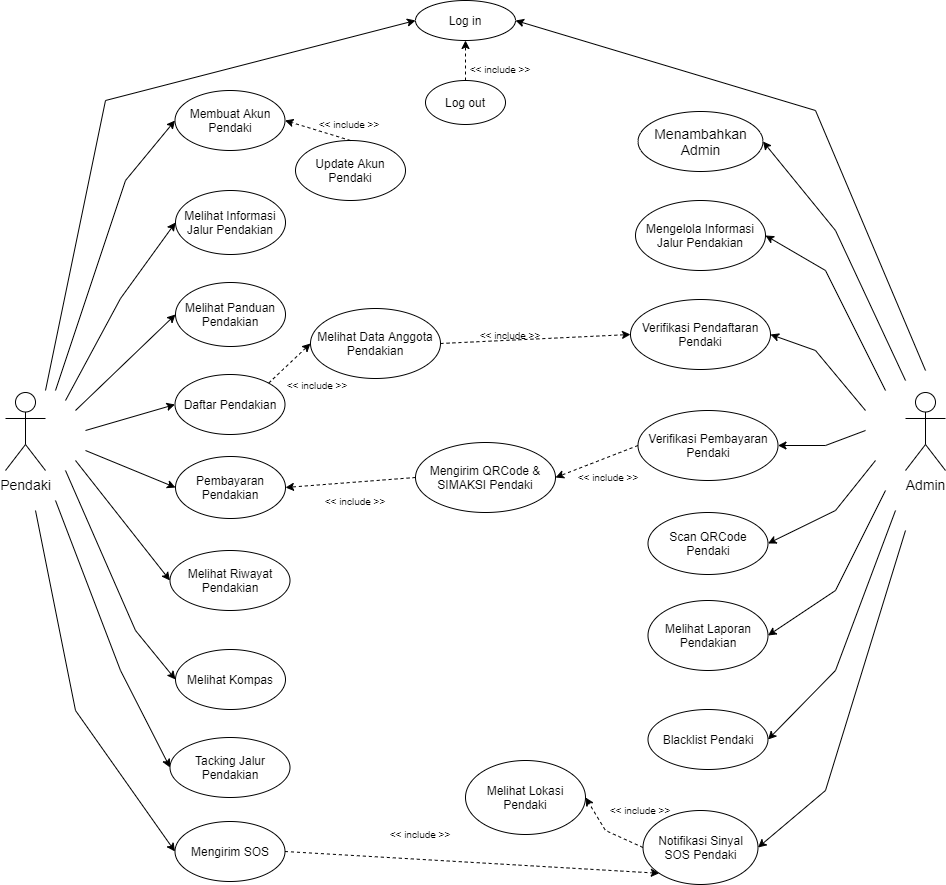 Log in
<< include >>
Log out
Membuat Akun
Pendaki
<< include >>
Update Akun
Pendaki
Menambahkan
Admin
Melihat Informasi
Jalur Pendakian
Mengelola Informasi
Jalur Pendakian
Melihat Panduan
Pendakian
Melihat Data Anggota
Pendakian
<< include >>
Verifikasi Pendaftaran
Pendaki
<< include >>
Daftar Pendakian
Verifikasi Pembayaran
Pendaki
Pendaki
Pembayaran
Pendakian
<< include >>
Mengirim QRCode &
SIMAKSI Pendaki
<< include >>
Admin
Scan QRCode
Pendaki
Melihat Riwayat
Pendakian
Melihat Laporan
Pendakian
Melihat Kompas
Blacklist Pendaki
Tacking Jalur
Pendakian
Melihat Lokasi
Pendaki
<< include >>
<< include >>
Mengirim SOS
Notifikasi Sinyal
SOS Pendaki